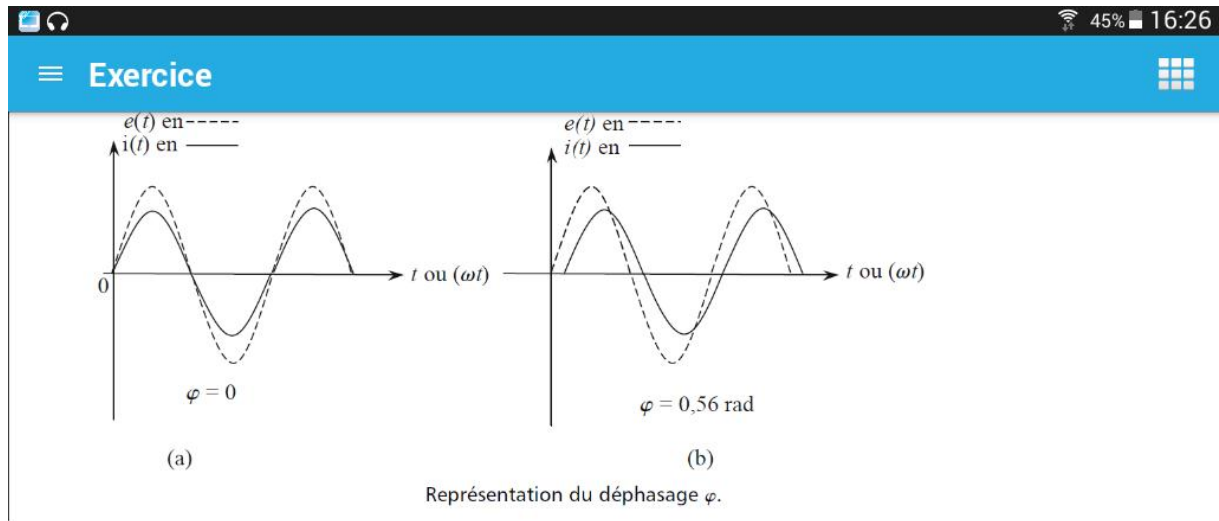 45% 16:26
Exercice
e(t) en
i(t) en
0
t ou (ωt)
φ = 0
(a)
e(t) en
i(t) en
t ou (ωt)
φ = 0,56 rad
(b)
Représentation du déphasage φ.